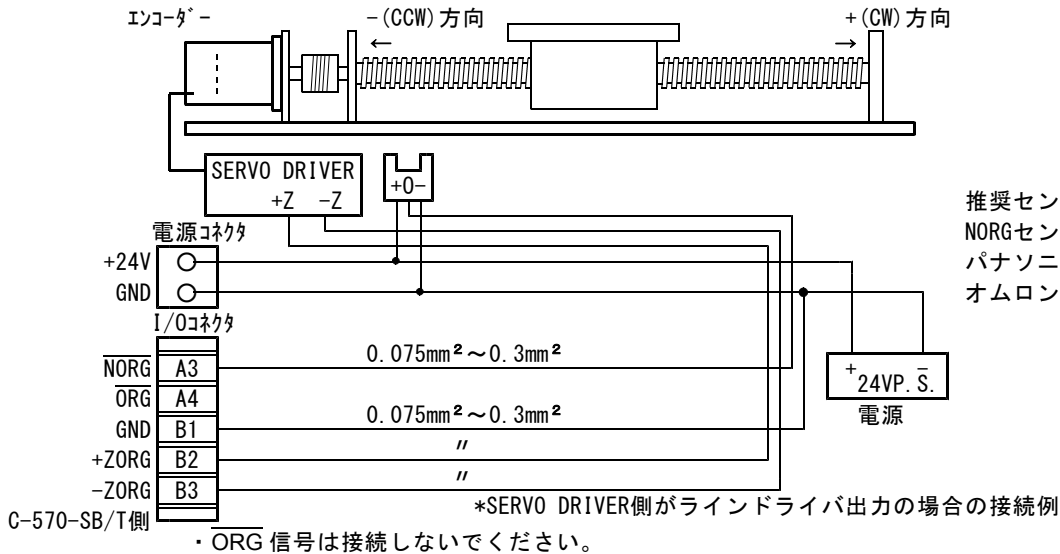 ｴﾝｺｰﾀﾞｰ
－(CCW)方向
←
+(CW)方向
→
SERVO DRIVER
+Z －Z
+O-
推奨セン
NORGセン
パナソニ
オムロン
電源ｺﾈｸﾀ
+24V
GND
I/Oｺﾈｸﾀ
NORG A3 0.075mm²～0.3mm²
ORG A4
GND B1 0.075mm²～0.3mm²
+ZORG B2 〃
-ZORG B3 〃
+ －
24VP.S.
電源
*SERVO DRIVER側がラインドライバ出力の場合の接続例
C-570-SB/T側
・ORG 信号は接続しないでください。